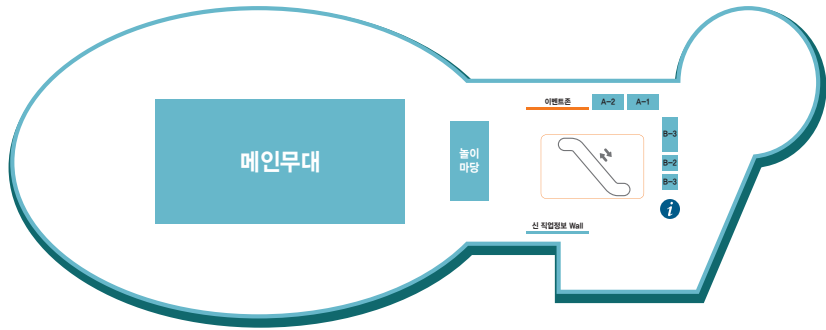 이벤트존
A-2
A-1
B-3
메인무대
놀이
마당
B-2
B-3
i
신 직업정보 Wall